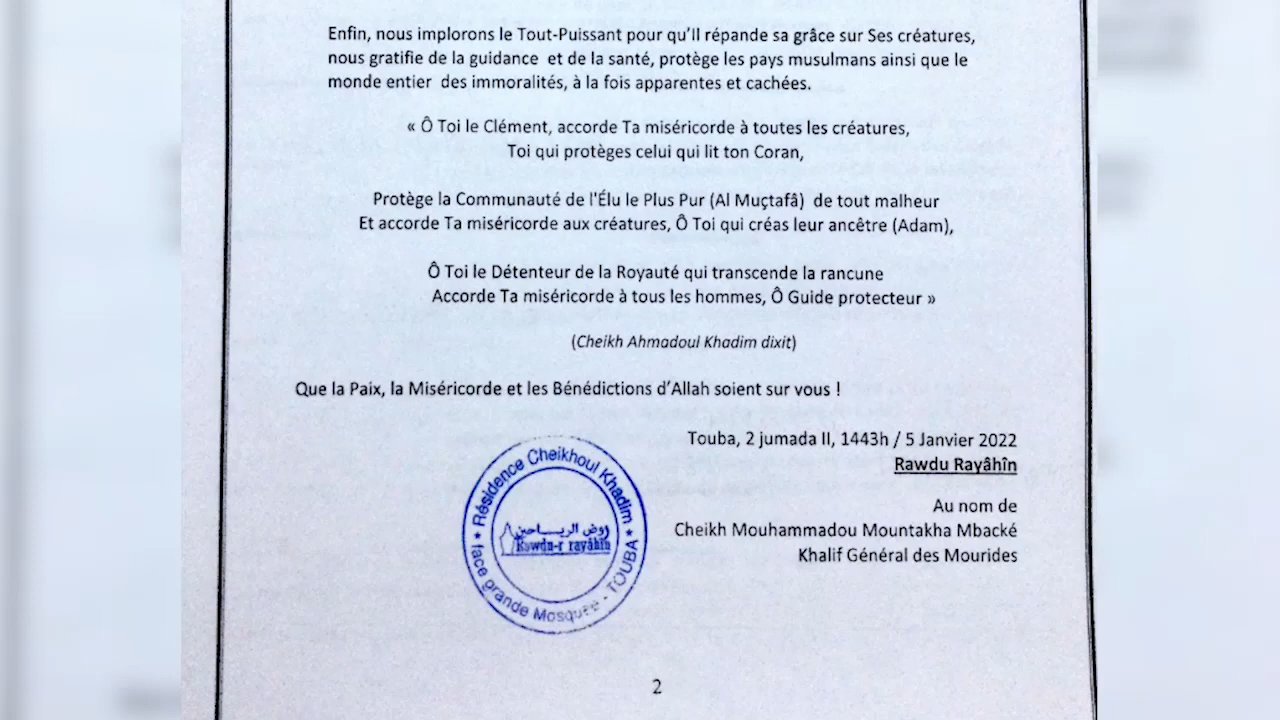 Enfin, nous implorons le Tout-Puissant pour qu'Il répande sa grâce sur Ses créatures,
nous gratifie de la guidance et de la santé, protège les pays musulmans ainsi que le
monde entier des immoralités, à la fois apparentes et cachées.
« Ô Toi le Clément, accorde Ta miséricorde à toutes les créatures,
Toi qui protèges celui qui lit ton Coran,
Protège la Communauté de l'Élu le Plus Pur (Al Muçtafâ) de tout malheur
Et accorde Ta miséricorde aux créatures, Ô Toi qui créas leur ancêtre (Adam),
Ô Toi le Détenteur de la Royauté qui transcende la rancune
Accorde Ta miséricorde à tous les hommes, Ô Guide protecteur »
(Cheikh Ahmadoul Khadim dixit)
Que la Paix, la Miséricorde et les Bénédictions d'Allah soient sur vous !
Touba, 2 jumada II, 1443h / 5 Janvier 2022
Rawdu Rayâhîn
Au nom de
Cheikh Mouhammadou Mountakha Mbacké
Khalif Général des Mourides
Résidence Cheikhoul Khadim
روض الرياحين
Rawdu-r rayâhîn
face grande Mosquée - TOUBA
2